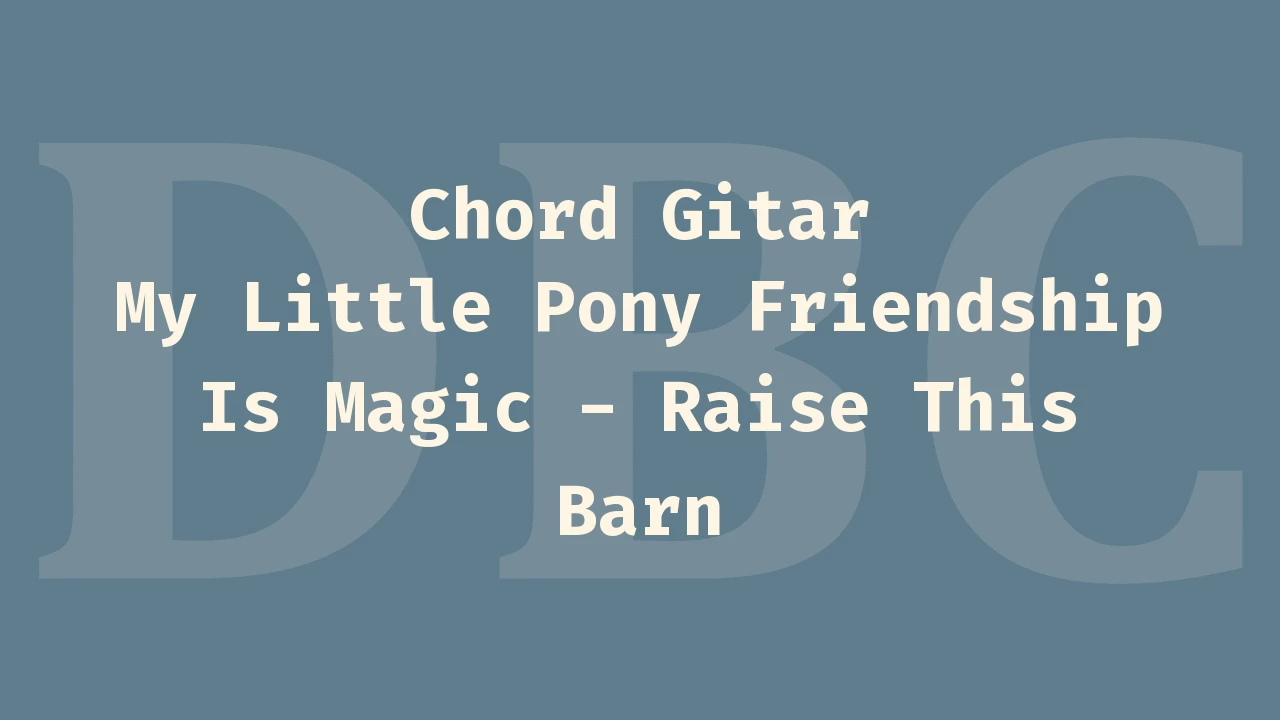 DBC
Chord Gitar
My Little Pony Friendship
Is Magic – Raise This
Barn